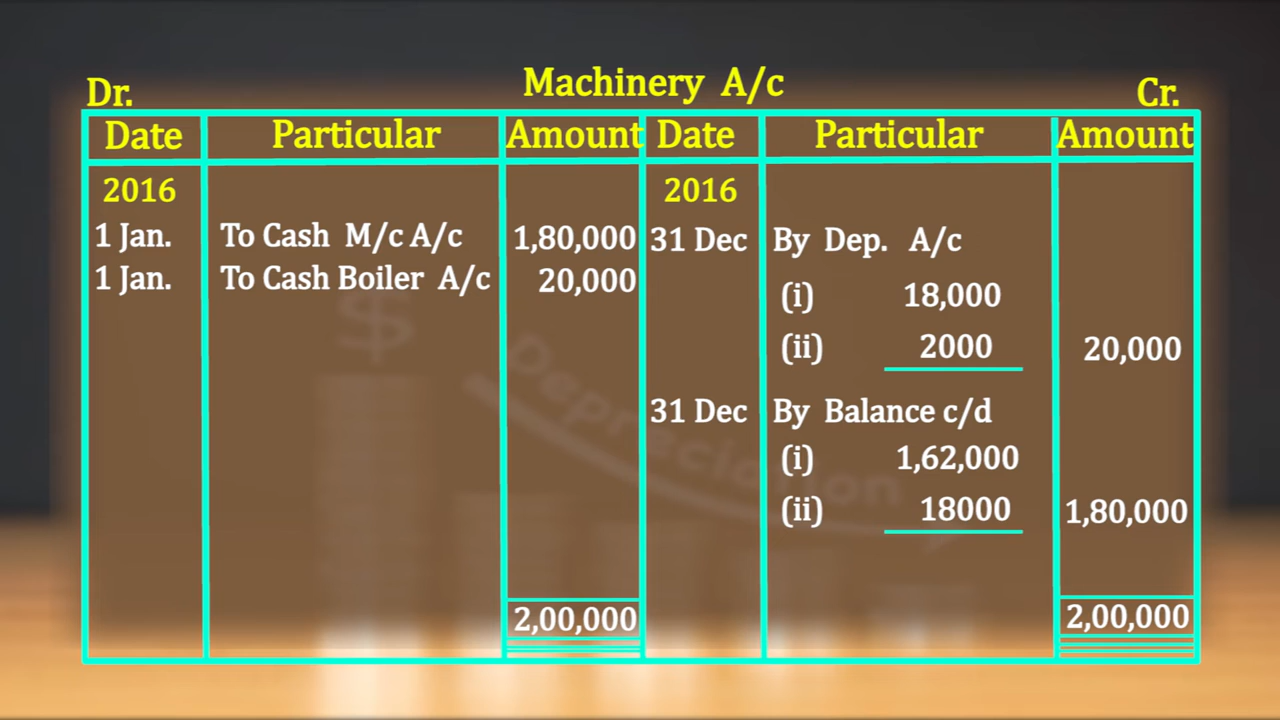 Machinery A/c
Dr. Cr.
Date Particular Amount Date Particular Amount
2016 2016
1 Jan. To Cash M/c A/c 1,80,000 31 Dec By Dep. A/c
1 Jan. To Cash Boiler A/c 20,000
(i) 18,000
(ii) 2000 20,000
31 Dec By Balance c/d
(i) 1,62,000
(ii) 18000 1,80,000
2,00,000 2,00,000
$
Depreciation